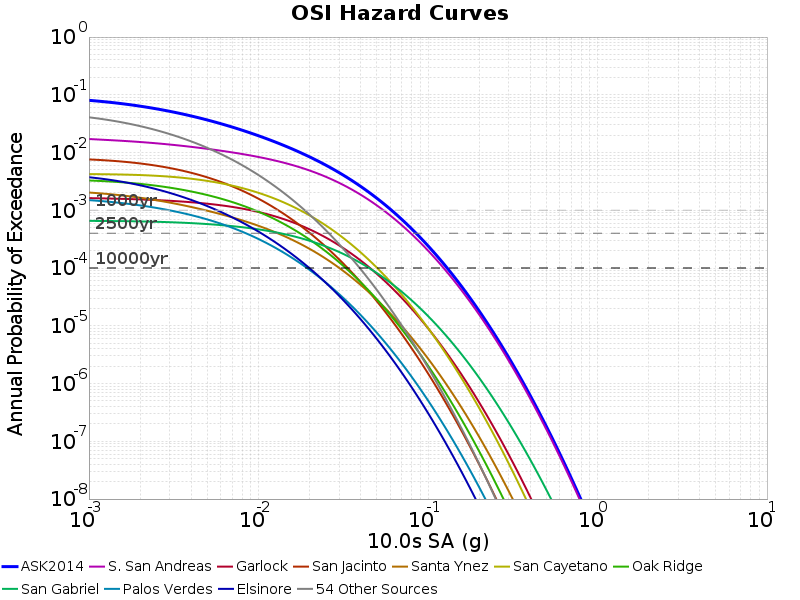 OSI Hazard Curves
Annual Probability of Exceedance
10^0
10^-1
10^-2
10^-3
10^-4
10^-5
10^-6
10^-7
10^-8
1000yr
2500yr
10000yr
10^-3 10^-2 10^-1 10^0 10^1
10.0s SA (g)
ASK2014 S. San Andreas Garlock San Jacinto Santa Ynez San Cayetano Oak Ridge
San Gabriel Palos Verdes Elsinore 54 Other Sources